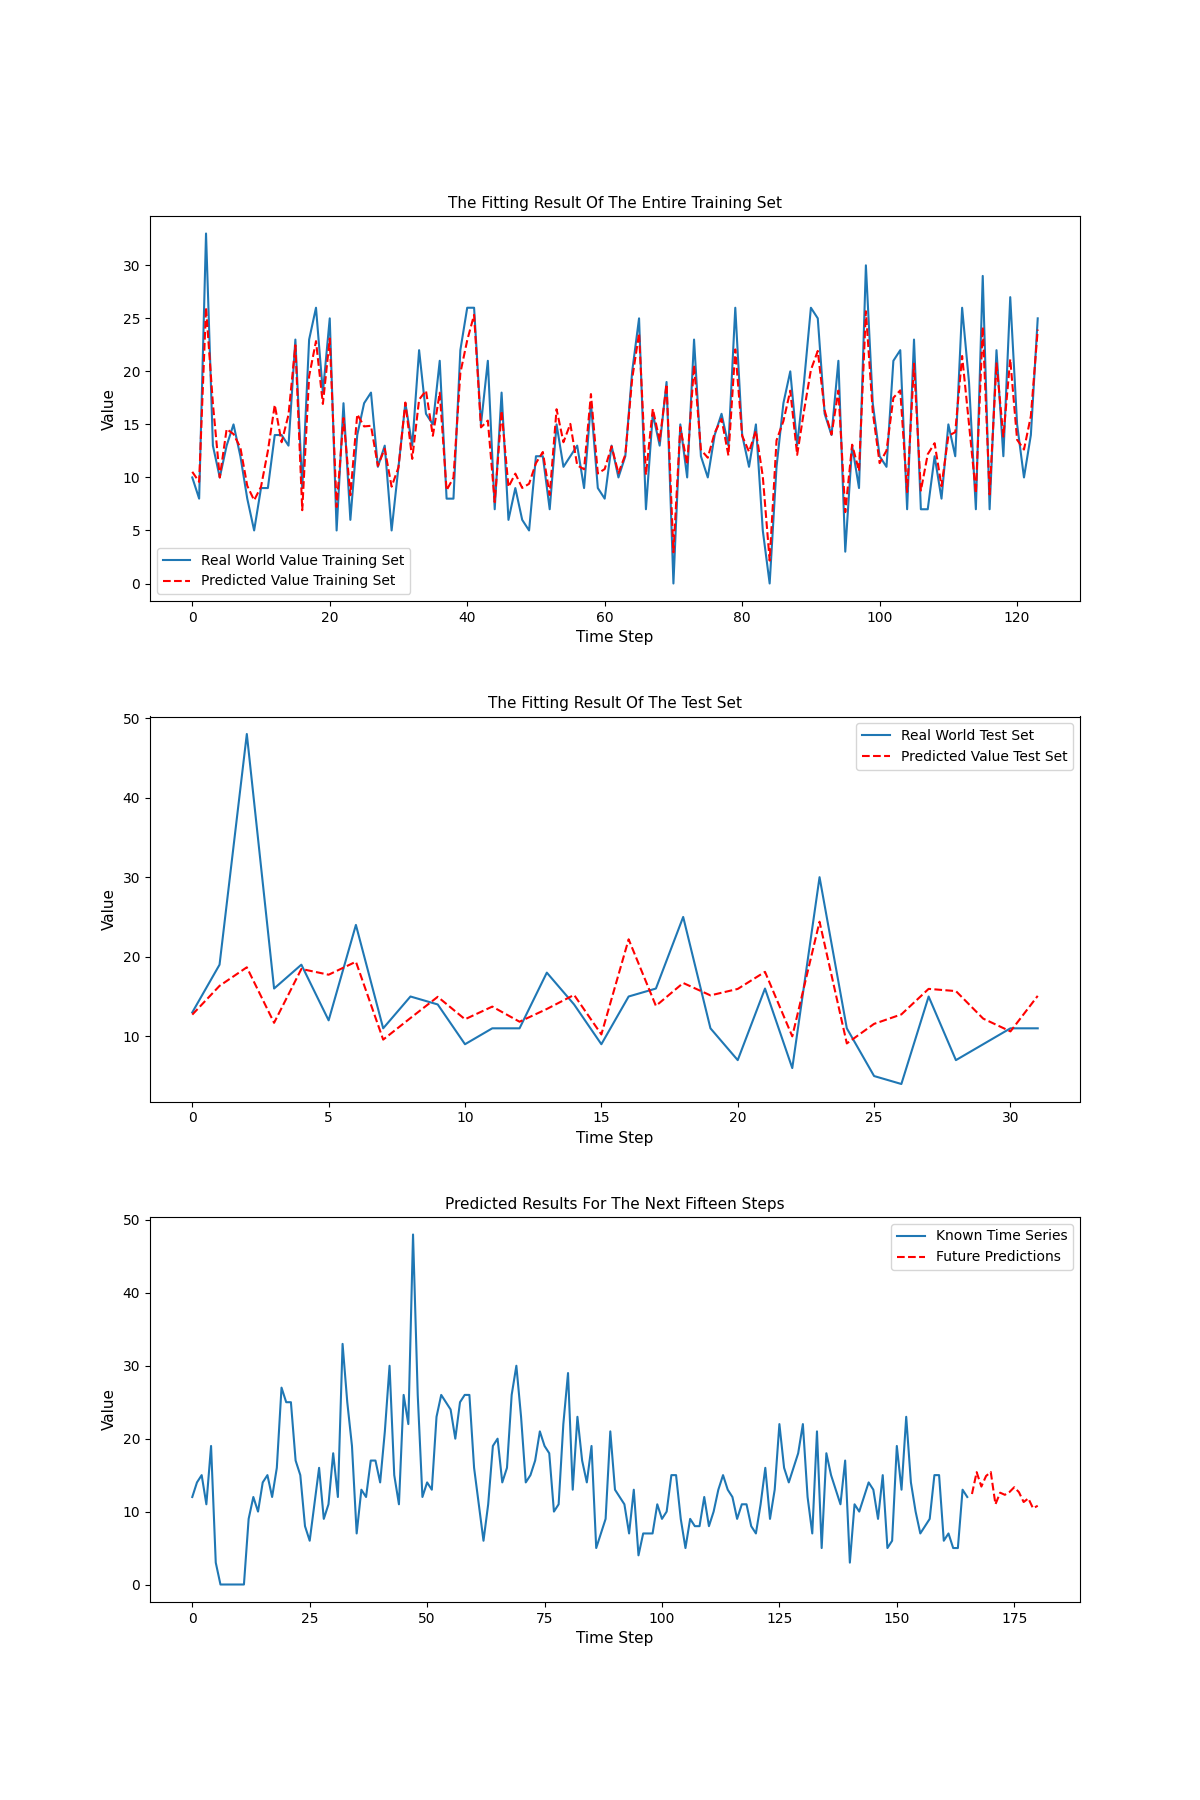 The Fitting Result Of The Entire Training Set
30
25
20
15
10
5
0
Value
Real World Value Training Set
Predicted Value Training Set
0 20 40 60 80 100 120
Time Step
The Fitting Result Of The Test Set
50
40
30
20
10
Value
Real World Test Set
Predicted Value Test Set
0 5 10 15 20 25 30
Time Step
Predicted Results For The Next Fifteen Steps
50
40
30
20
10
0
Value
Known Time Series
Future Predictions
0 25 50 75 100 125 150 175
Time Step